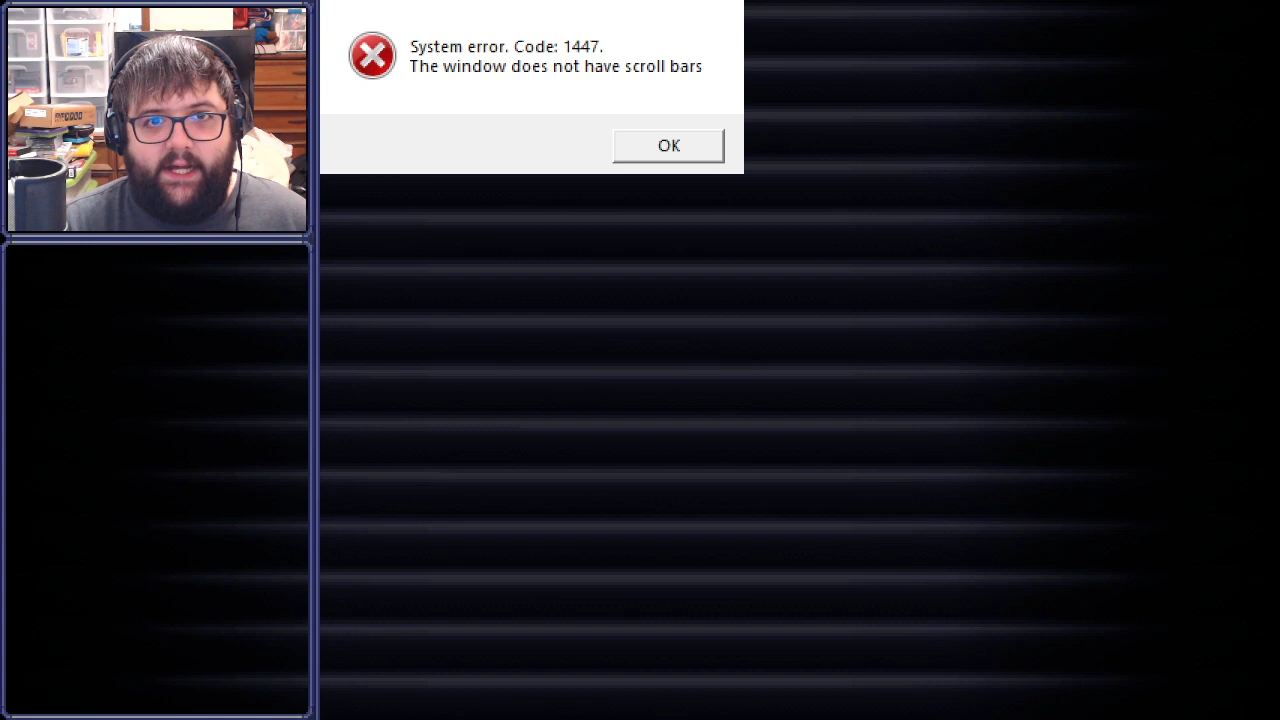 System error. Code: 1447.
The window does not have scroll bars
OK